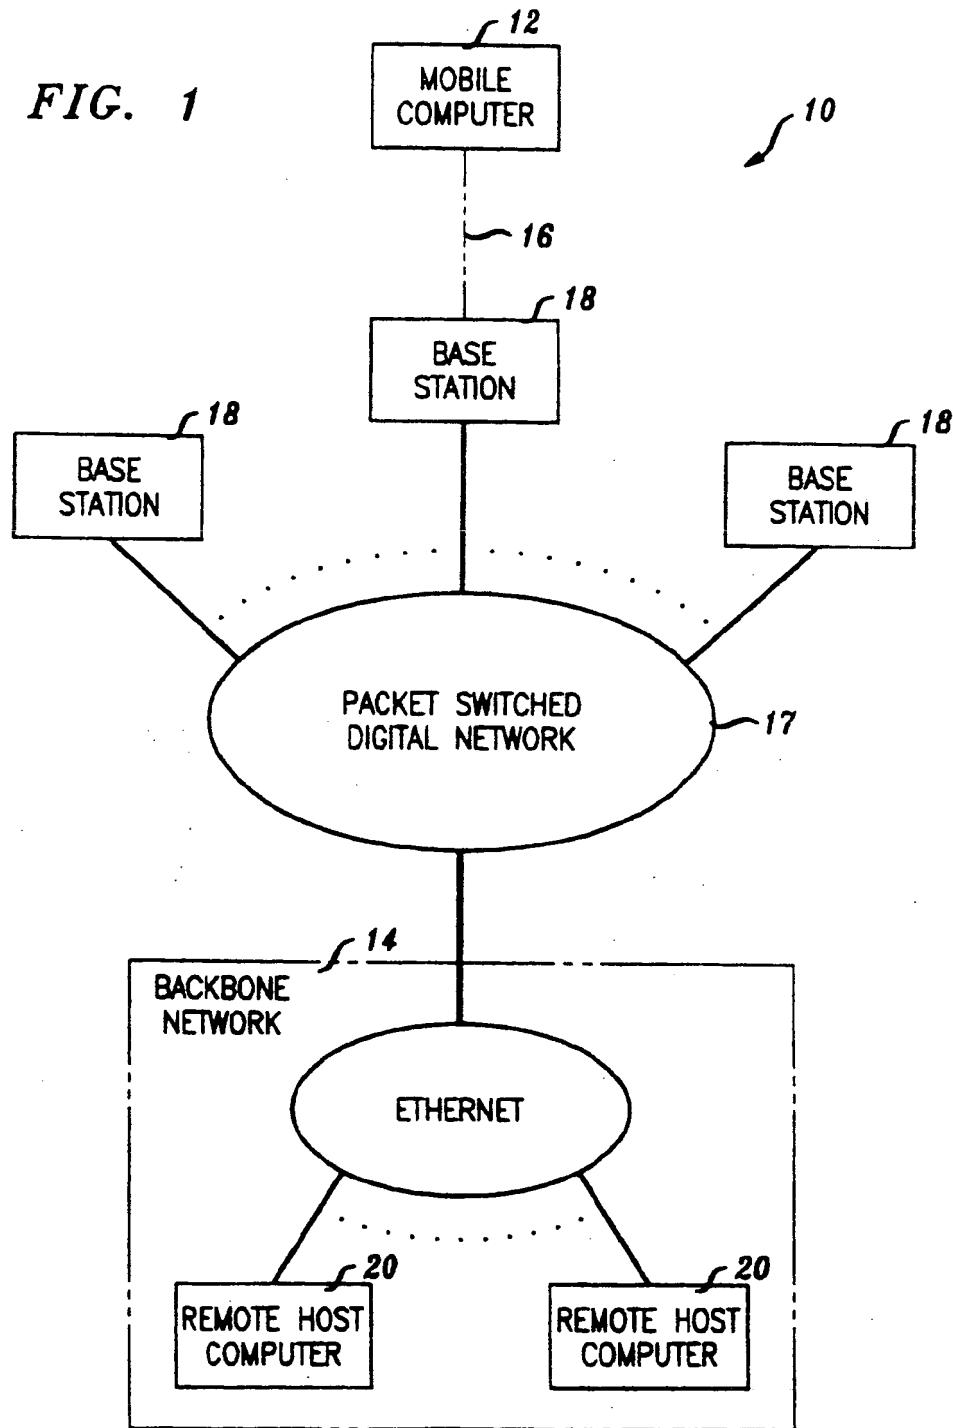 FIG. 1
12
MOBILE
COMPUTER
10
16
18
BASE
STATION
18
BASE
STATION
18
BASE
STATION
PACKET SWITCHED
DIGITAL NETWORK
17
14
BACKBONE
NETWORK
ETHERNET
20
REMOTE HOST
COMPUTER
20
REMOTE HOST
COMPUTER